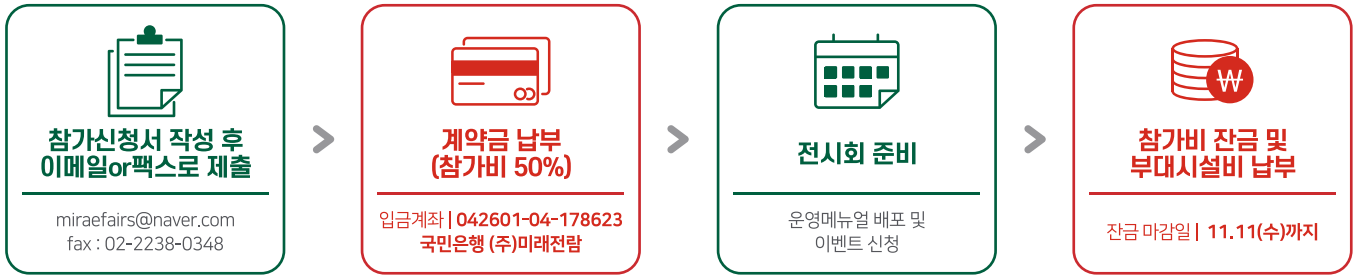 참가신청서 작성 후
이메일or팩스로 제출
miraefairs@naver.com
fax : 02-2238-0348
계약금 납부
(참가비 50%)
입금계좌 | 042601-04-178623
국민은행 (주)미래전람
전시회 준비
운영메뉴얼 배포 및
이벤트 신청
₩
참가비 잔금 및
부대시설비 납부
잔금 마감일 | 11.11(수)까지